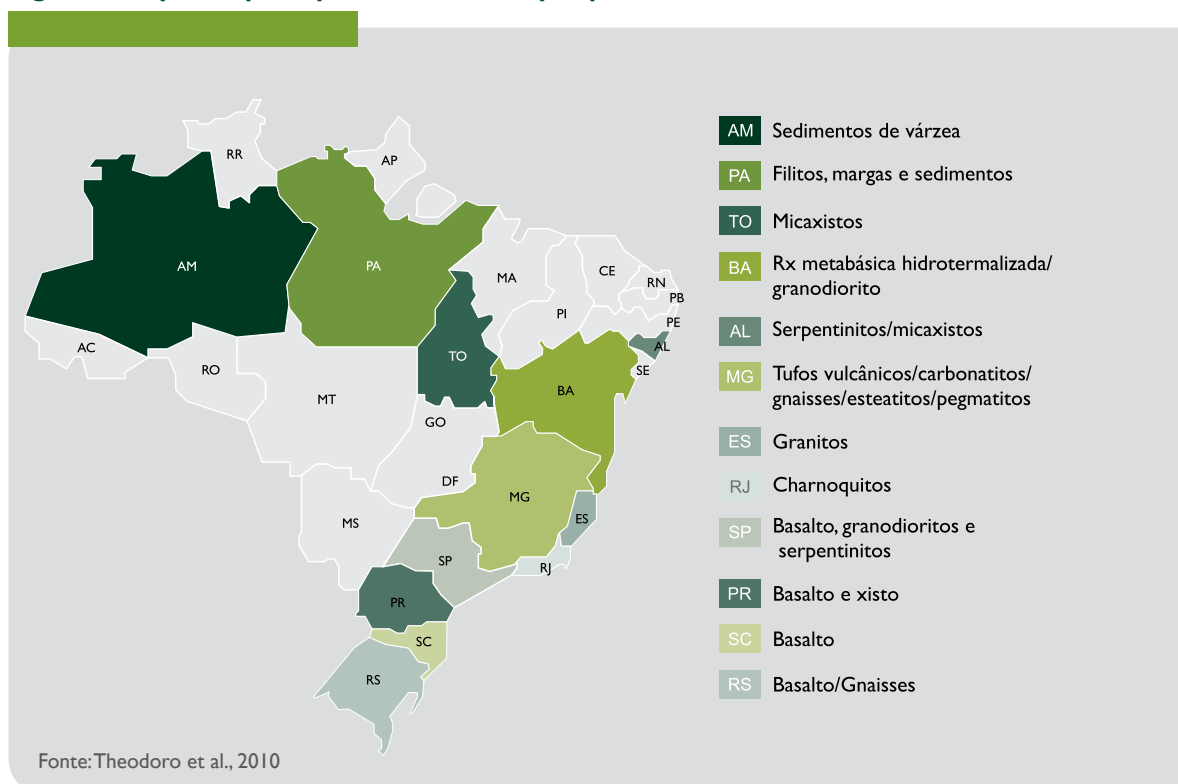 RR
AP
AM
PA
MA
CE
RN
PB
PI
PE
AL
SE
AC
RO
TO
MT
BA
GO
DF
MG
MS
ES
SP
RJ
PR
SC
RS
AM Sedimentos de várzea
PA Filitos, margas e sedimentos
TO Micaxistos
BA Rx metabásica hidrotermalizada/
granodiorito
AL Serpentinitos/micaxistos
MG Tufos vulcânicos/carbonatitos/
gnaisses/esteatitos/pegmatitos
ES Granitos
RJ Charnoquitos
SP Basalto, granodioritos e
serpentinitos
PR Basalto e xisto
SC Basalto
RS Basalto/Gnaisses
Fonte: Theodoro et al., 2010